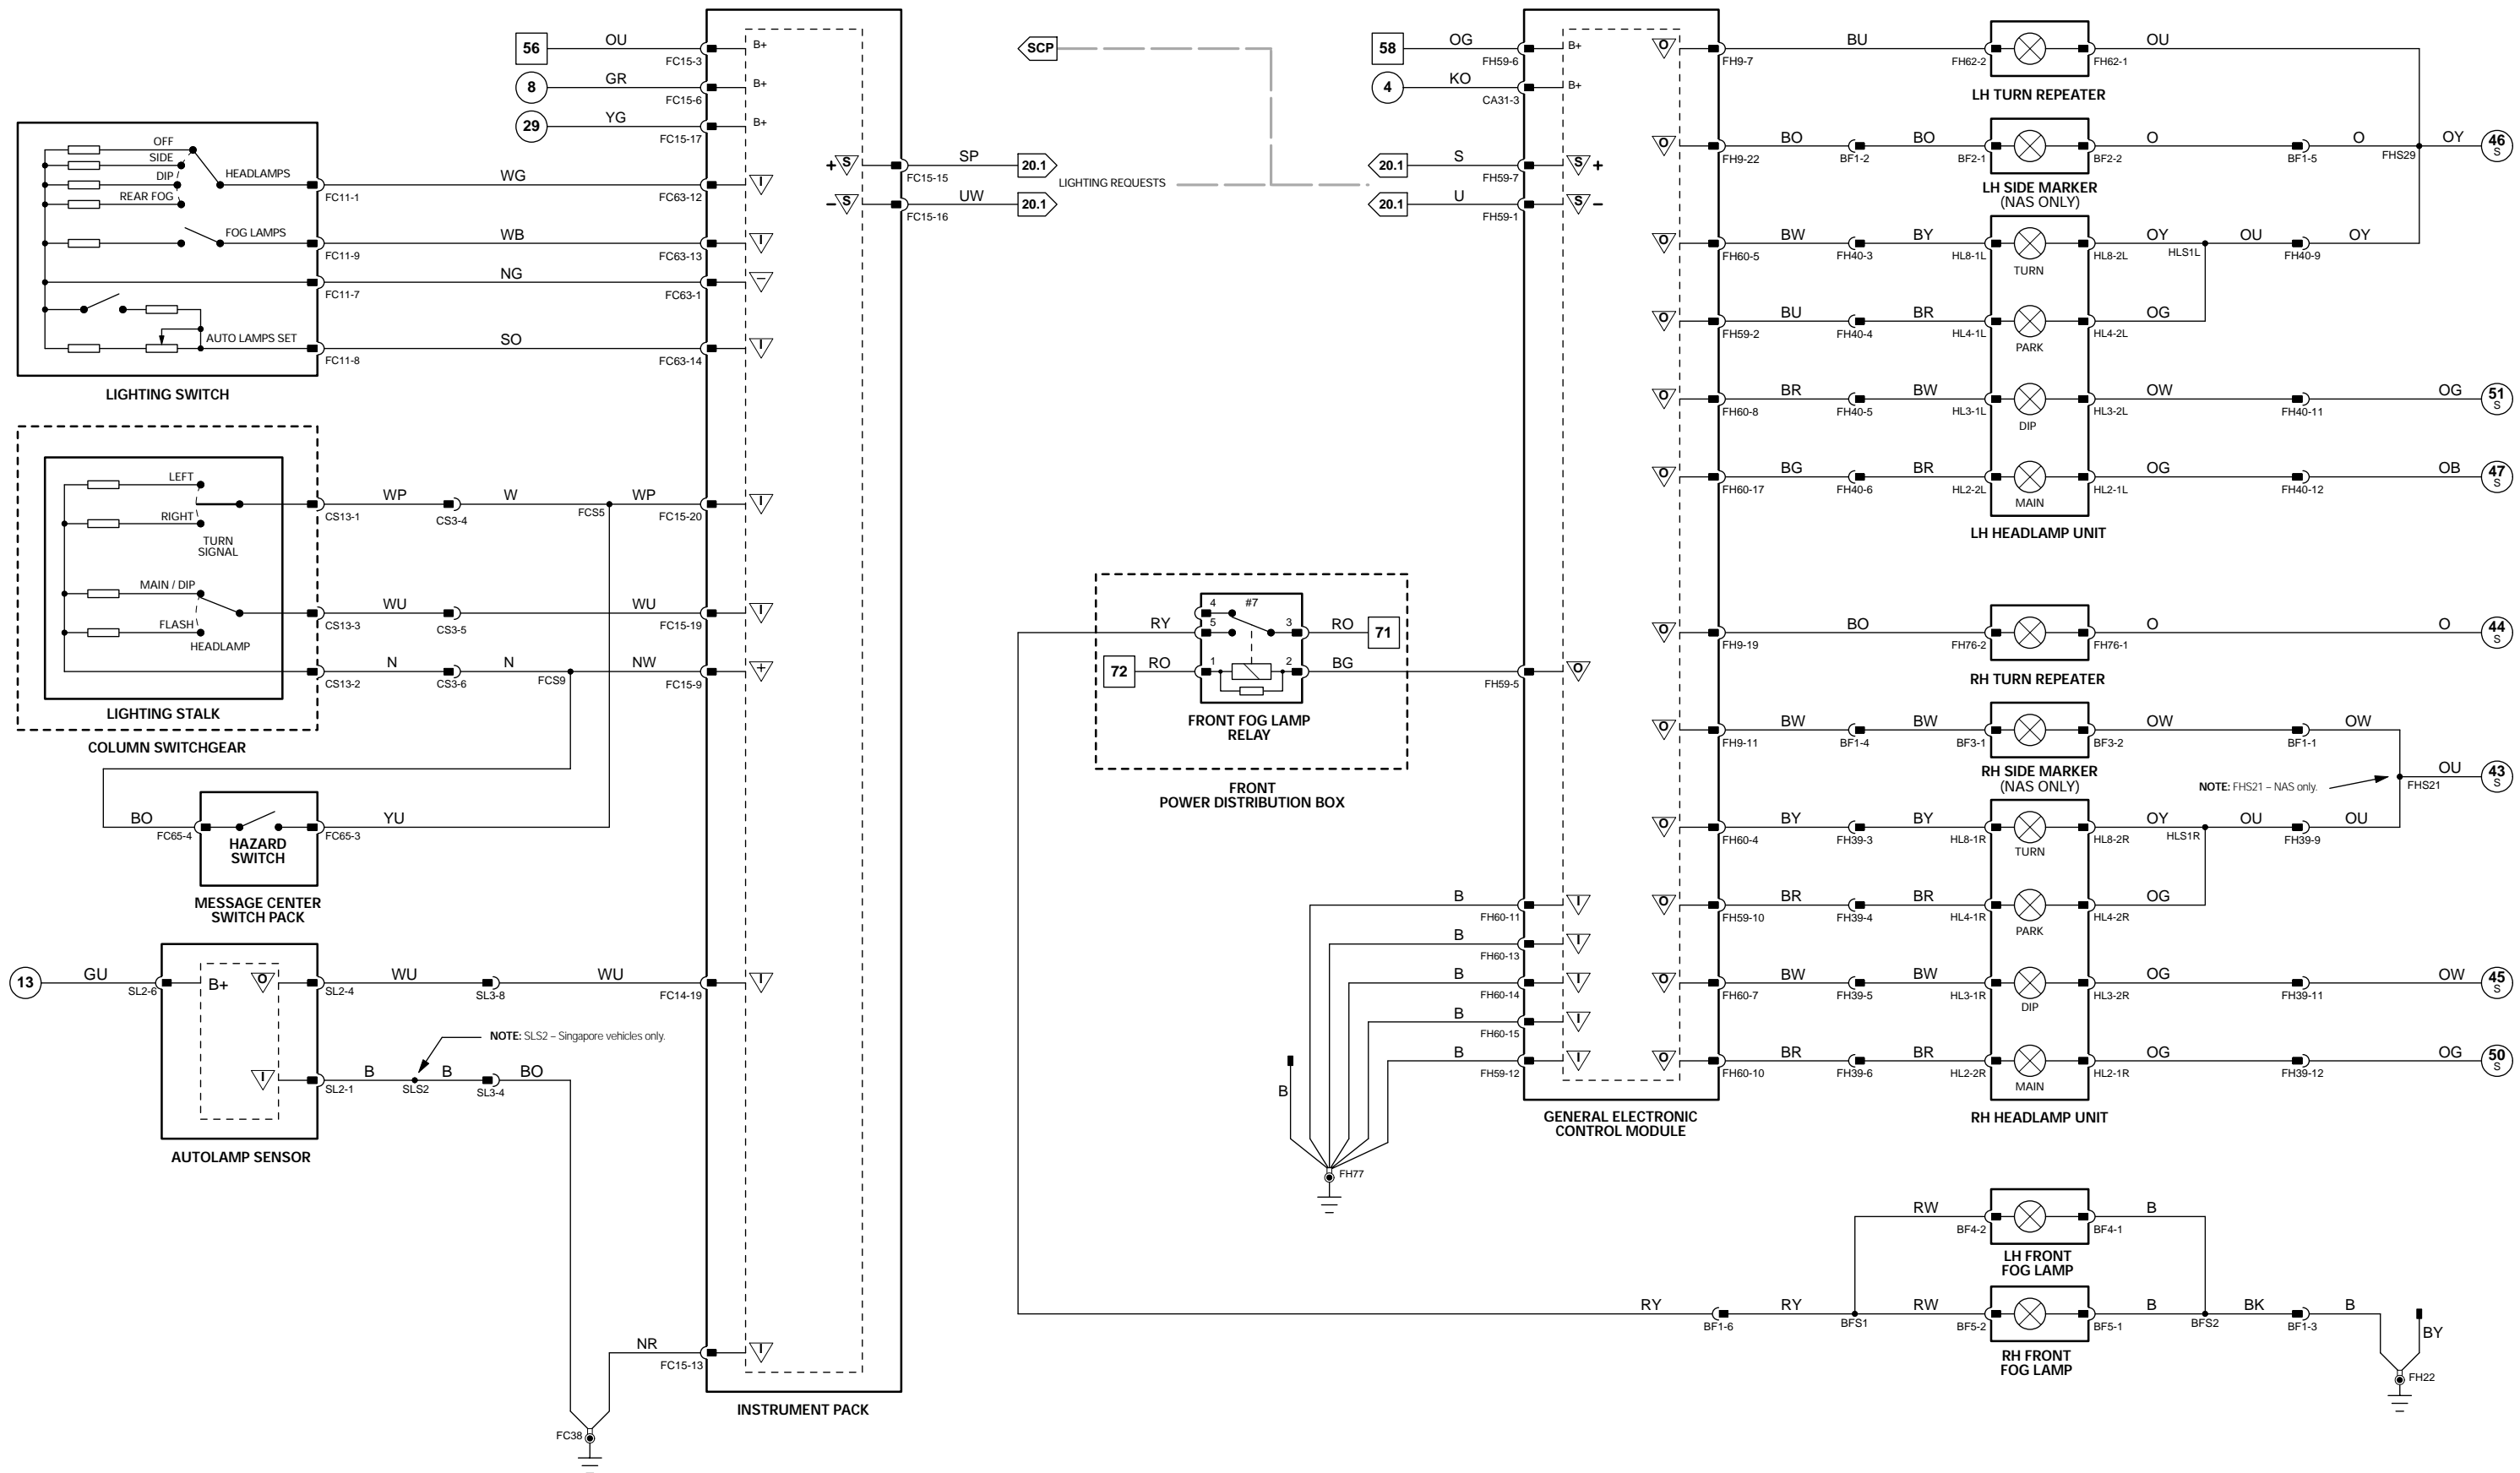 56
OU
FC15-3
B+
8
GR
FC15-6
B+
29
YG
FC15-17
B+
OFF
SIDE
DIP
REAR FOG
HEADLAMPS
FC11-1
WG
FC63-12
I
FOG LAMPS
FC11-9
WB
FC63-13
I
FC11-7
NG
FC63-1
–
AUTO LAMPS SET
FC11-8
SO
FC63-14
I
LIGHTING SWITCH
LEFT
RIGHT
TURN
SIGNAL
CS13-1
WP
CS3-4
W
FCS5
WP
FC15-20
I
MAIN / DIP
FLASH
HEADLAMP
CS13-3
WU
CS3-5
WU
FC15-19
I
CS13-2
N
CS3-6
N
FCS9
NW
FC15-9
+
LIGHTING STALK
COLUMN SWITCHGEAR
BO
FC65-4
HAZARD
SWITCH
FC65-3
YU
MESSAGE CENTER
SWITCH PACK
13
GU
SL2-6
B+
O
SL2-4
WU
SL3-8
WU
FC14-19
I
NOTE: SLS2 – Singapore vehicles only.
I
SL2-1
B
SLS2
B
SL3-4
BO
AUTOLAMP SENSOR
NR
FC15-13
I
FC38
INSTRUMENT PACK
+ S
FC15-15
SP
20.1
– S
FC15-16
UW
20.1
SCP
LIGHTING REQUESTS
58
OG
FH59-6
B+
4
KO
CA31-3
B+
20.1
S
FH59-7
S +
20.1
U
FH59-1
S –
4
#7
RY
5
3
RO
71
72
RO
1
2
BG
FH59-5
O
FRONT FOG LAMP
RELAY
FRONT
POWER DISTRIBUTION BOX
B
FH60-11
I
B
FH60-13
I
B
FH60-14
I
B
FH60-15
I
B
FH59-12
I
B
FH77
GENERAL ELECTRONIC
CONTROL MODULE
O
FH9-7
BU
FH62-2
FH62-1
OU
LH TURN REPEATER
O
FH9-22
BO
BF1-2
BO
BF2-1
BF2-2
O
BF1-5
O
FHS29
OY
46
S
LH SIDE MARKER
(NAS ONLY)
O
FH60-5
BW
FH40-3
BY
HL8-1L
TURN
HL8-2L
OY
HLS1L
OU
FH40-9
OY
O
FH59-2
BU
FH40-4
BR
HL4-1L
PARK
HL4-2L
OG
O
FH60-8
BR
FH40-5
BW
HL3-1L
DIP
HL3-2L
OW
FH40-11
OG
51
S
O
FH60-17
BG
FH40-6
BR
HL2-2L
MAIN
HL2-1L
OG
FH40-12
OB
47
S
LH HEADLAMP UNIT
O
FH9-19
BO
FH76-2
FH76-1
O
O
44
S
RH TURN REPEATER
O
FH9-11
BW
BF1-4
BW
BF3-1
BF3-2
OW
BF1-1
OW
RH SIDE MARKER
(NAS ONLY)
NOTE: FHS21 – NAS only.
FHS21
OU
43
S
O
FH60-4
BY
FH39-3
BY
HL8-1R
TURN
HL8-2R
OY
HLS1R
OU
FH39-9
OU
O
FH59-10
BR
FH39-4
BR
HL4-1R
PARK
HL4-2R
OG
O
FH60-7
BW
FH39-5
BW
HL3-1R
DIP
HL3-2R
OG
FH39-11
OW
45
S
O
FH60-10
BR
FH39-6
BR
HL2-2R
MAIN
HL2-1R
OG
FH39-12
OG
50
S
RH HEADLAMP UNIT
RW
BF4-2
BF4-1
B
LH FRONT
FOG LAMP
RY
BF1-6
RY
BFS1
RW
BF5-2
BF5-1
B
BFS2
BK
BF1-3
B
BY
RH FRONT
FOG LAMP
FH22